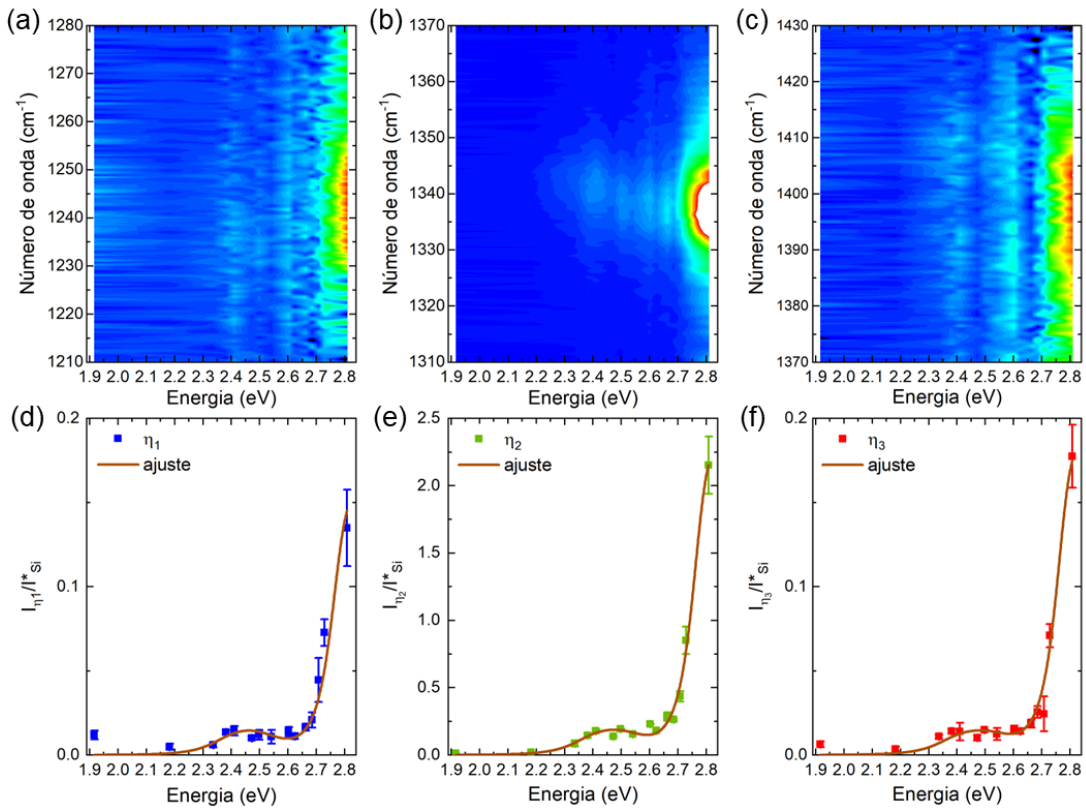 (a)
1280
1270
1260
1250
1240
1230
1220
1210
Número de onda (cm⁻¹)
1.9 2.0 2.1 2.2 2.3 2.4 2.5 2.6 2.7 2.8
Energia (eV)
(b)
1370
1360
1350
1340
1330
1320
1310
Número de onda (cm⁻¹)
1.9 2.0 2.1 2.2 2.3 2.4 2.5 2.6 2.7 2.8
Energia (eV)
(c)
1430
1420
1410
1400
1390
1380
1370
Número de onda (cm⁻¹)
1.9 2.0 2.1 2.2 2.3 2.4 2.5 2.6 2.7 2.8
Energia (eV)
(d)
0.2
0.1
0.0
I_η1/I*_Si
η₁
ajuste
1.9 2.0 2.1 2.2 2.3 2.4 2.5 2.6 2.7 2.8
Energia (eV)
(e)
2.5
2.0
1.5
1.0
0.5
0.0
I_η₂/I*_Si
η₂
ajuste
1.9 2.0 2.1 2.2 2.3 2.4 2.5 2.6 2.7 2.8
Energia (eV)
(f)
0.2
0.1
0.0
I_η₃/I*_Si
η₃
ajuste
1.9 2.0 2.1 2.2 2.3 2.4 2.5 2.6 2.7 2.8
Energia (eV)